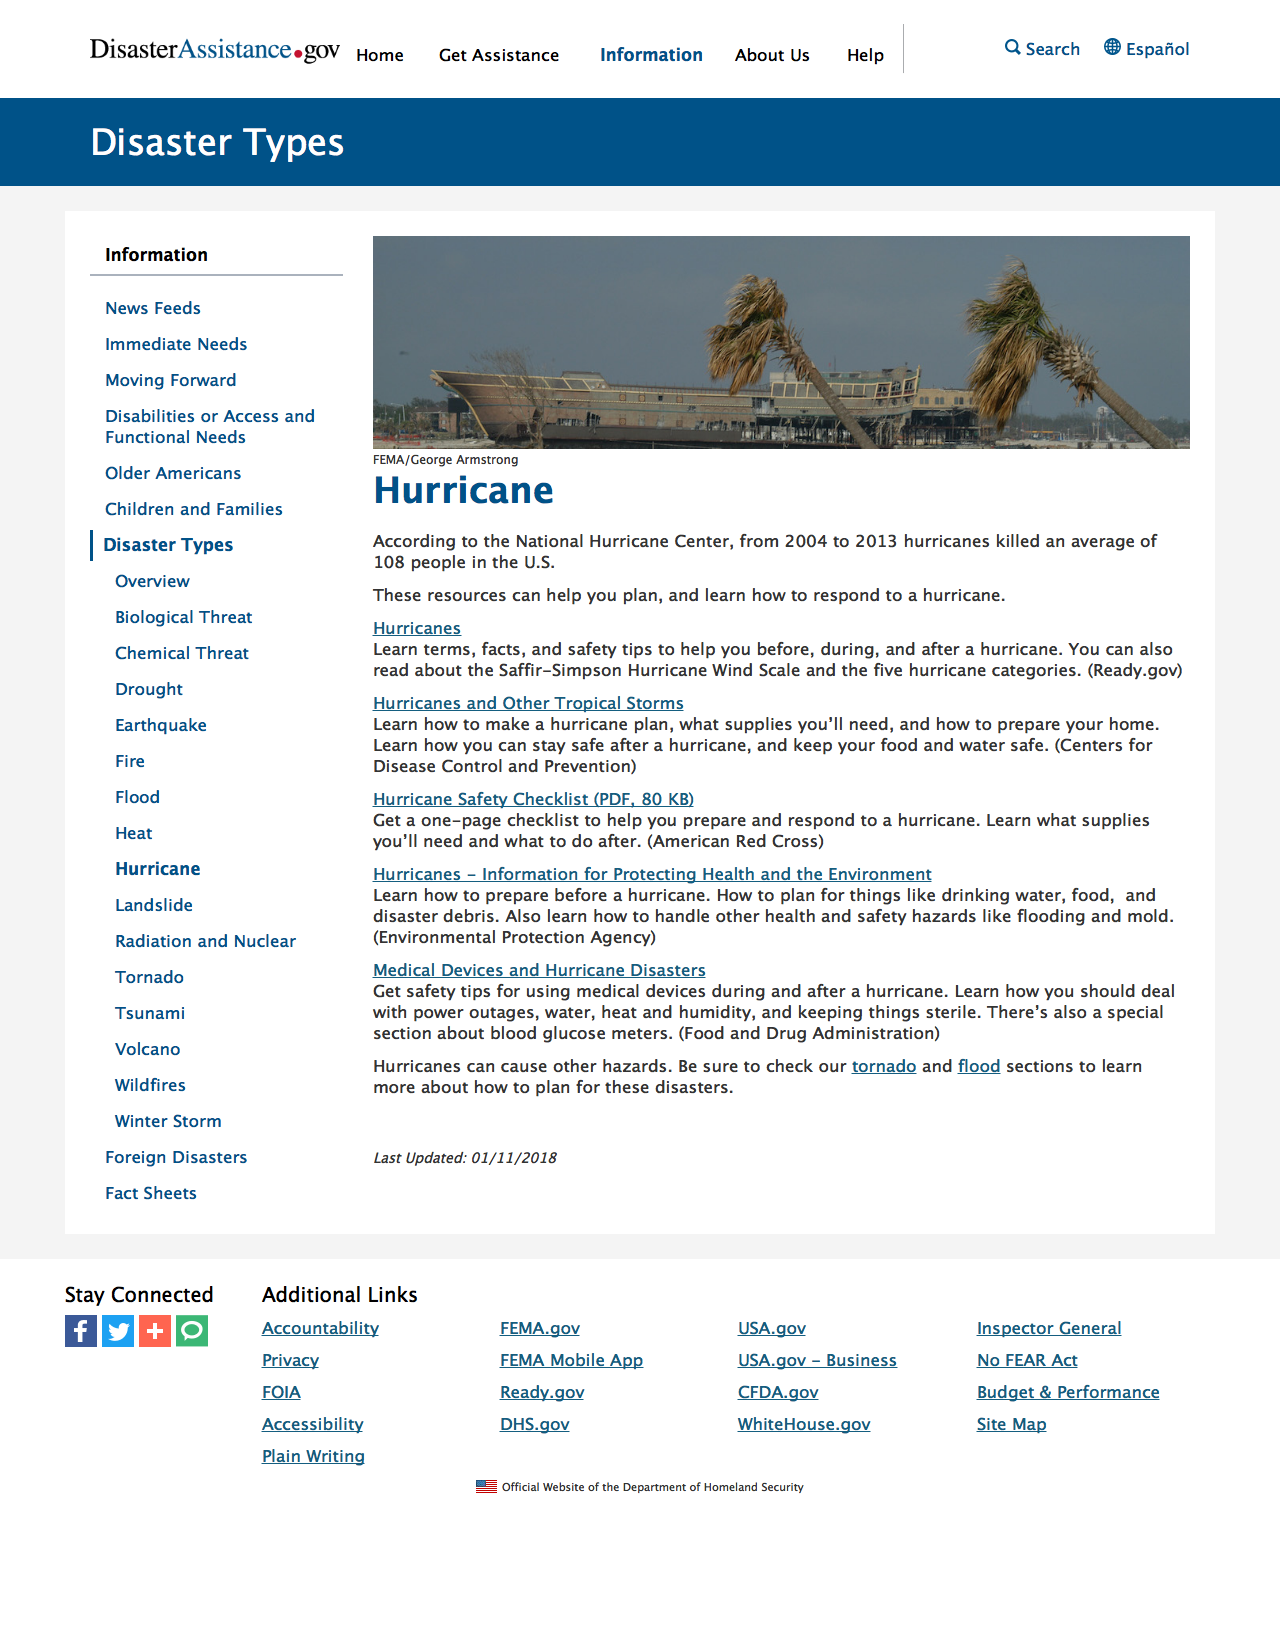 DisasterAssistance.gov Home Get Assistance Information About Us Help Search Español
Disaster Types
Information
News Feeds
Immediate Needs
Moving Forward
Disabilities or Access and
Functional Needs
Older Americans
Children and Families
Disaster Types
Overview
Biological Threat
Chemical Threat
Drought
Earthquake
Fire
Flood
Heat
Hurricane
Landslide
Radiation and Nuclear
Tornado
Tsunami
Volcano
Wildfires
Winter Storm
Foreign Disasters
Fact Sheets
FEMA/George Armstrong
Hurricane
According to the National Hurricane Center, from 2004 to 2013 hurricanes killed an average of
108 people in the U.S.
These resources can help you plan, and learn how to respond to a hurricane.
Hurricanes
Learn terms, facts, and safety tips to help you before, during, and after a hurricane. You can also
read about the Saffir-Simpson Hurricane Wind Scale and the five hurricane categories. (Ready.gov)
Hurricanes and Other Tropical Storms
Learn how to make a hurricane plan, what supplies you’ll need, and how to prepare your home.
Learn how you can stay safe after a hurricane, and keep your food and water safe. (Centers for
Disease Control and Prevention)
Hurricane Safety Checklist (PDF, 80 KB)
Get a one-page checklist to help you prepare and respond to a hurricane. Learn what supplies
you’ll need and what to do after. (American Red Cross)
Hurricanes - Information for Protecting Health and the Environment
Learn how to prepare before a hurricane. How to plan for things like drinking water, food,  and
disaster debris. Also learn how to handle other health and safety hazards like flooding and mold.
(Environmental Protection Agency)
Medical Devices and Hurricane Disasters
Get safety tips for using medical devices during and after a hurricane. Learn how you should deal
with power outages, water, heat and humidity, and keeping things sterile. There’s also a special
section about blood glucose meters. (Food and Drug Administration)
Hurricanes can cause other hazards. Be sure to check our tornado and flood sections to learn
more about how to plan for these disasters.
Last Updated: 01/11/2018
Stay Connected
Additional Links
Accountability FEMA.gov USA.gov Inspector General
Privacy FEMA Mobile App USA.gov - Business No FEAR Act
FOIA Ready.gov CFDA.gov Budget & Performance
Accessibility DHS.gov WhiteHouse.gov Site Map
Plain Writing
Official Website of the Department of Homeland Security